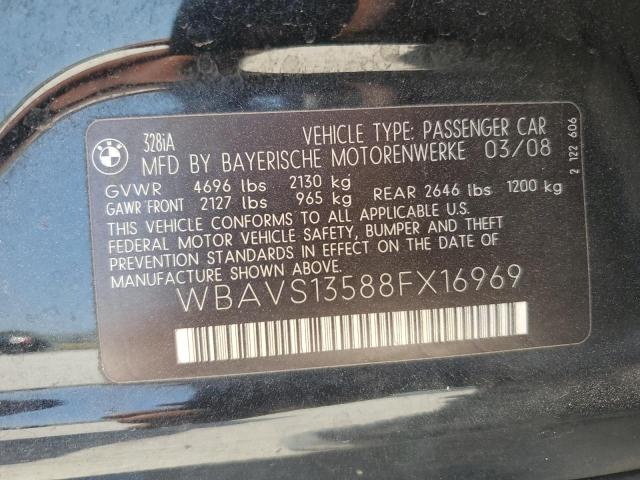 BMW
328iA VEHICLE TYPE: PASSENGER CAR
MFD BY BAYERISCHE MOTORENWERKE 03/08
GVWR 4696 lbs 2130 kg
GAWR FRONT 2127 lbs 965 kg REAR 2646 lbs 1200 kg
THIS VEHICLE CONFORMS TO ALL APPLICABLE U.S.
FEDERAL MOTOR VEHICLE SAFETY, BUMPER AND THEFT
PREVENTION STANDARDS IN EFFECT ON THE DATE OF
MANUFACTURE SHOWN ABOVE.
WBAVS13588FX16969
2 122 606